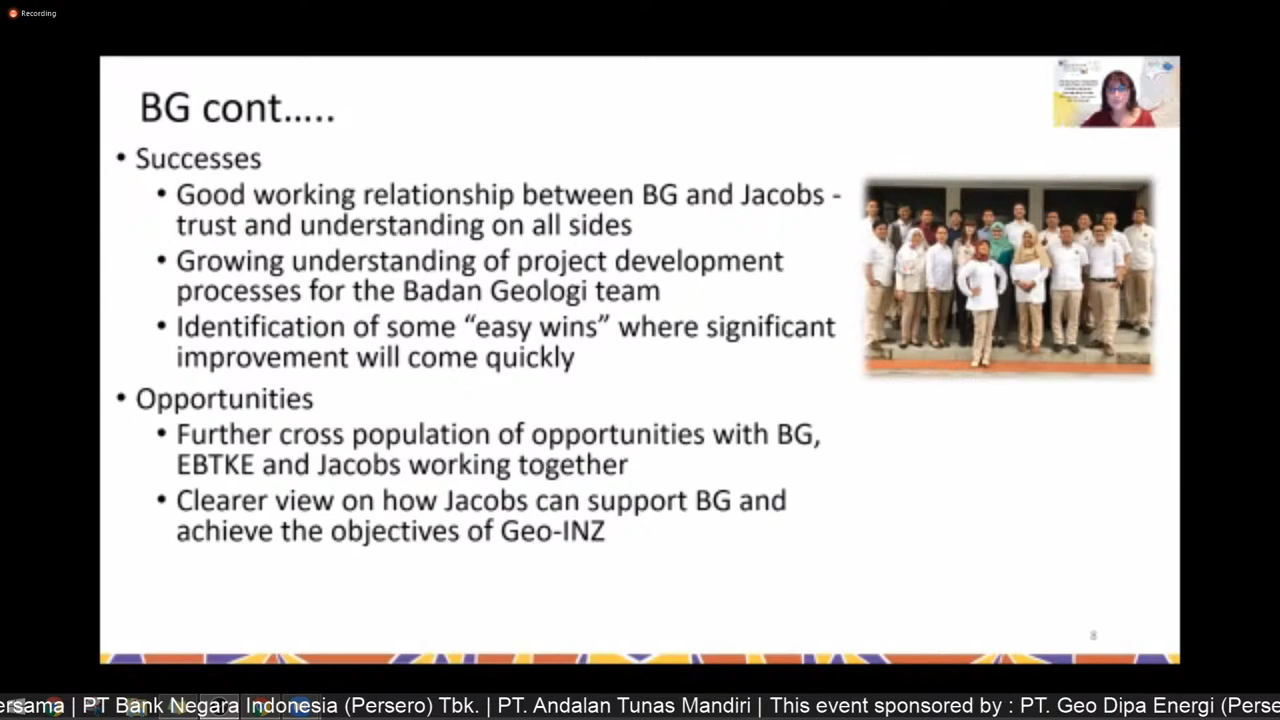 Recording
BG cont.....
• Successes
• Good working relationship between BG and Jacobs -
trust and understanding on all sides
• Growing understanding of project development
processes for the Badan Geologi team
• Identification of some “easy wins” where significant
improvement will come quickly
• Opportunities
• Further cross population of opportunities with BG,
EBTKE and Jacobs working together
• Clearer view on how Jacobs can support BG and
achieve the objectives of Geo-INZ
8
ersama | PT Bank Negara Indonesia (Persero) Tbk. | PT. Andalan Tunas Mandiri | This event sponsored by : PT. Geo Dipa Energi (Perse